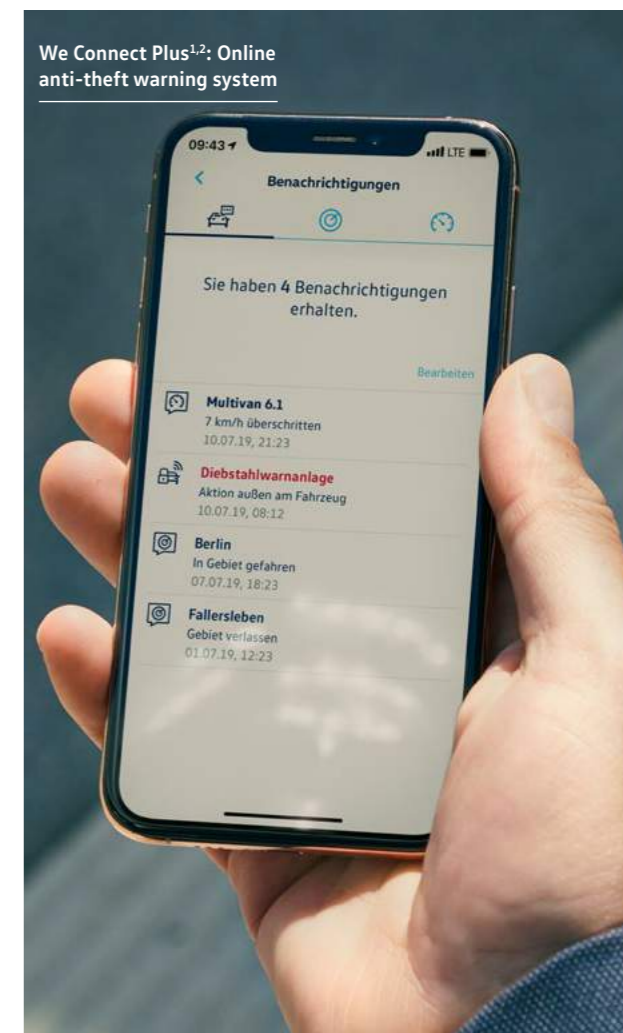 We Connect Plus1,2: Online
anti-theft warning system
09:43
LTE
Benachrichtigungen
Sie haben 4 Benachrichtigungen
erhalten.
Bearbeiten
Multivan 6.1
7 km/h überschritten
10.07.19, 21:23
Diebstahlwarnanlage
Aktion außen am Fahrzeug
10.07.19, 08:12
Berlin
In Gebiet gefahren
07.07.19, 18:23
Fallersleben
Gebiet verlassen
01.07.19, 12:23